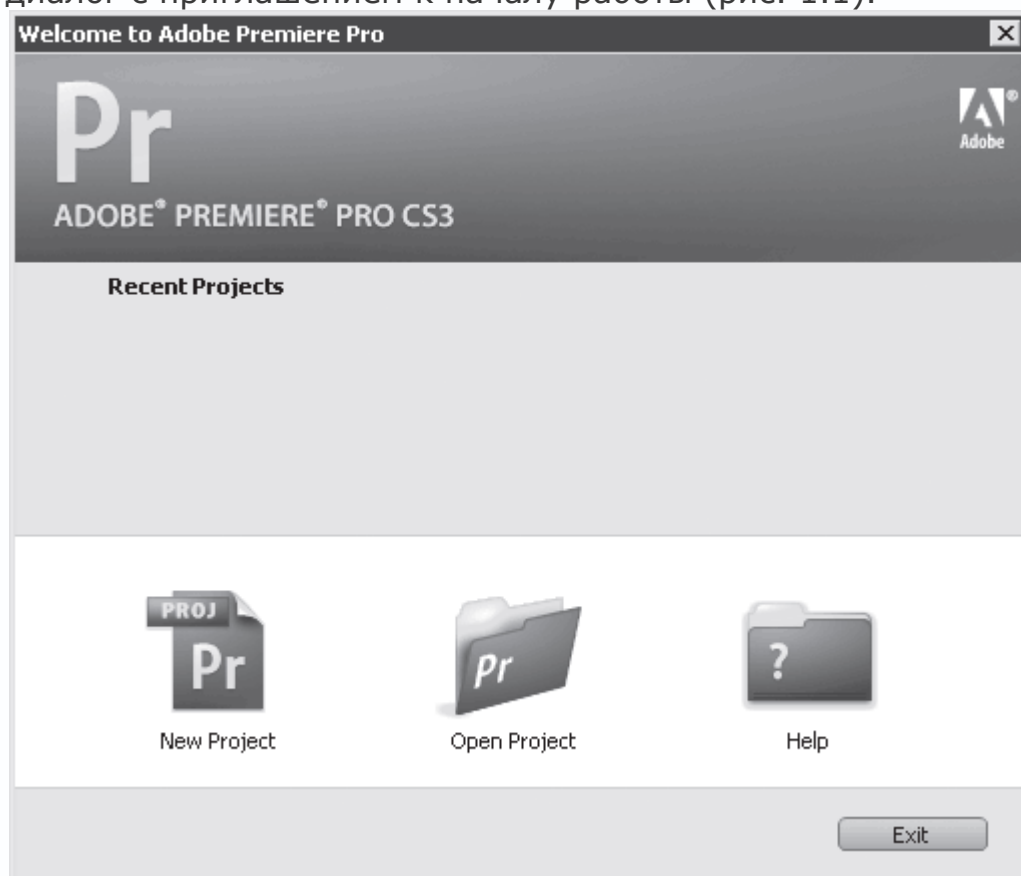 диалог с приглашением к началу работы (рис. 1.1).
Welcome to Adobe Premiere Pro
Pr
Adobe
ADOBE® PREMIERE® PRO CS3
Recent Projects
PROJ
Pr
Pr
?
New Project
Open Project
Help
Exit